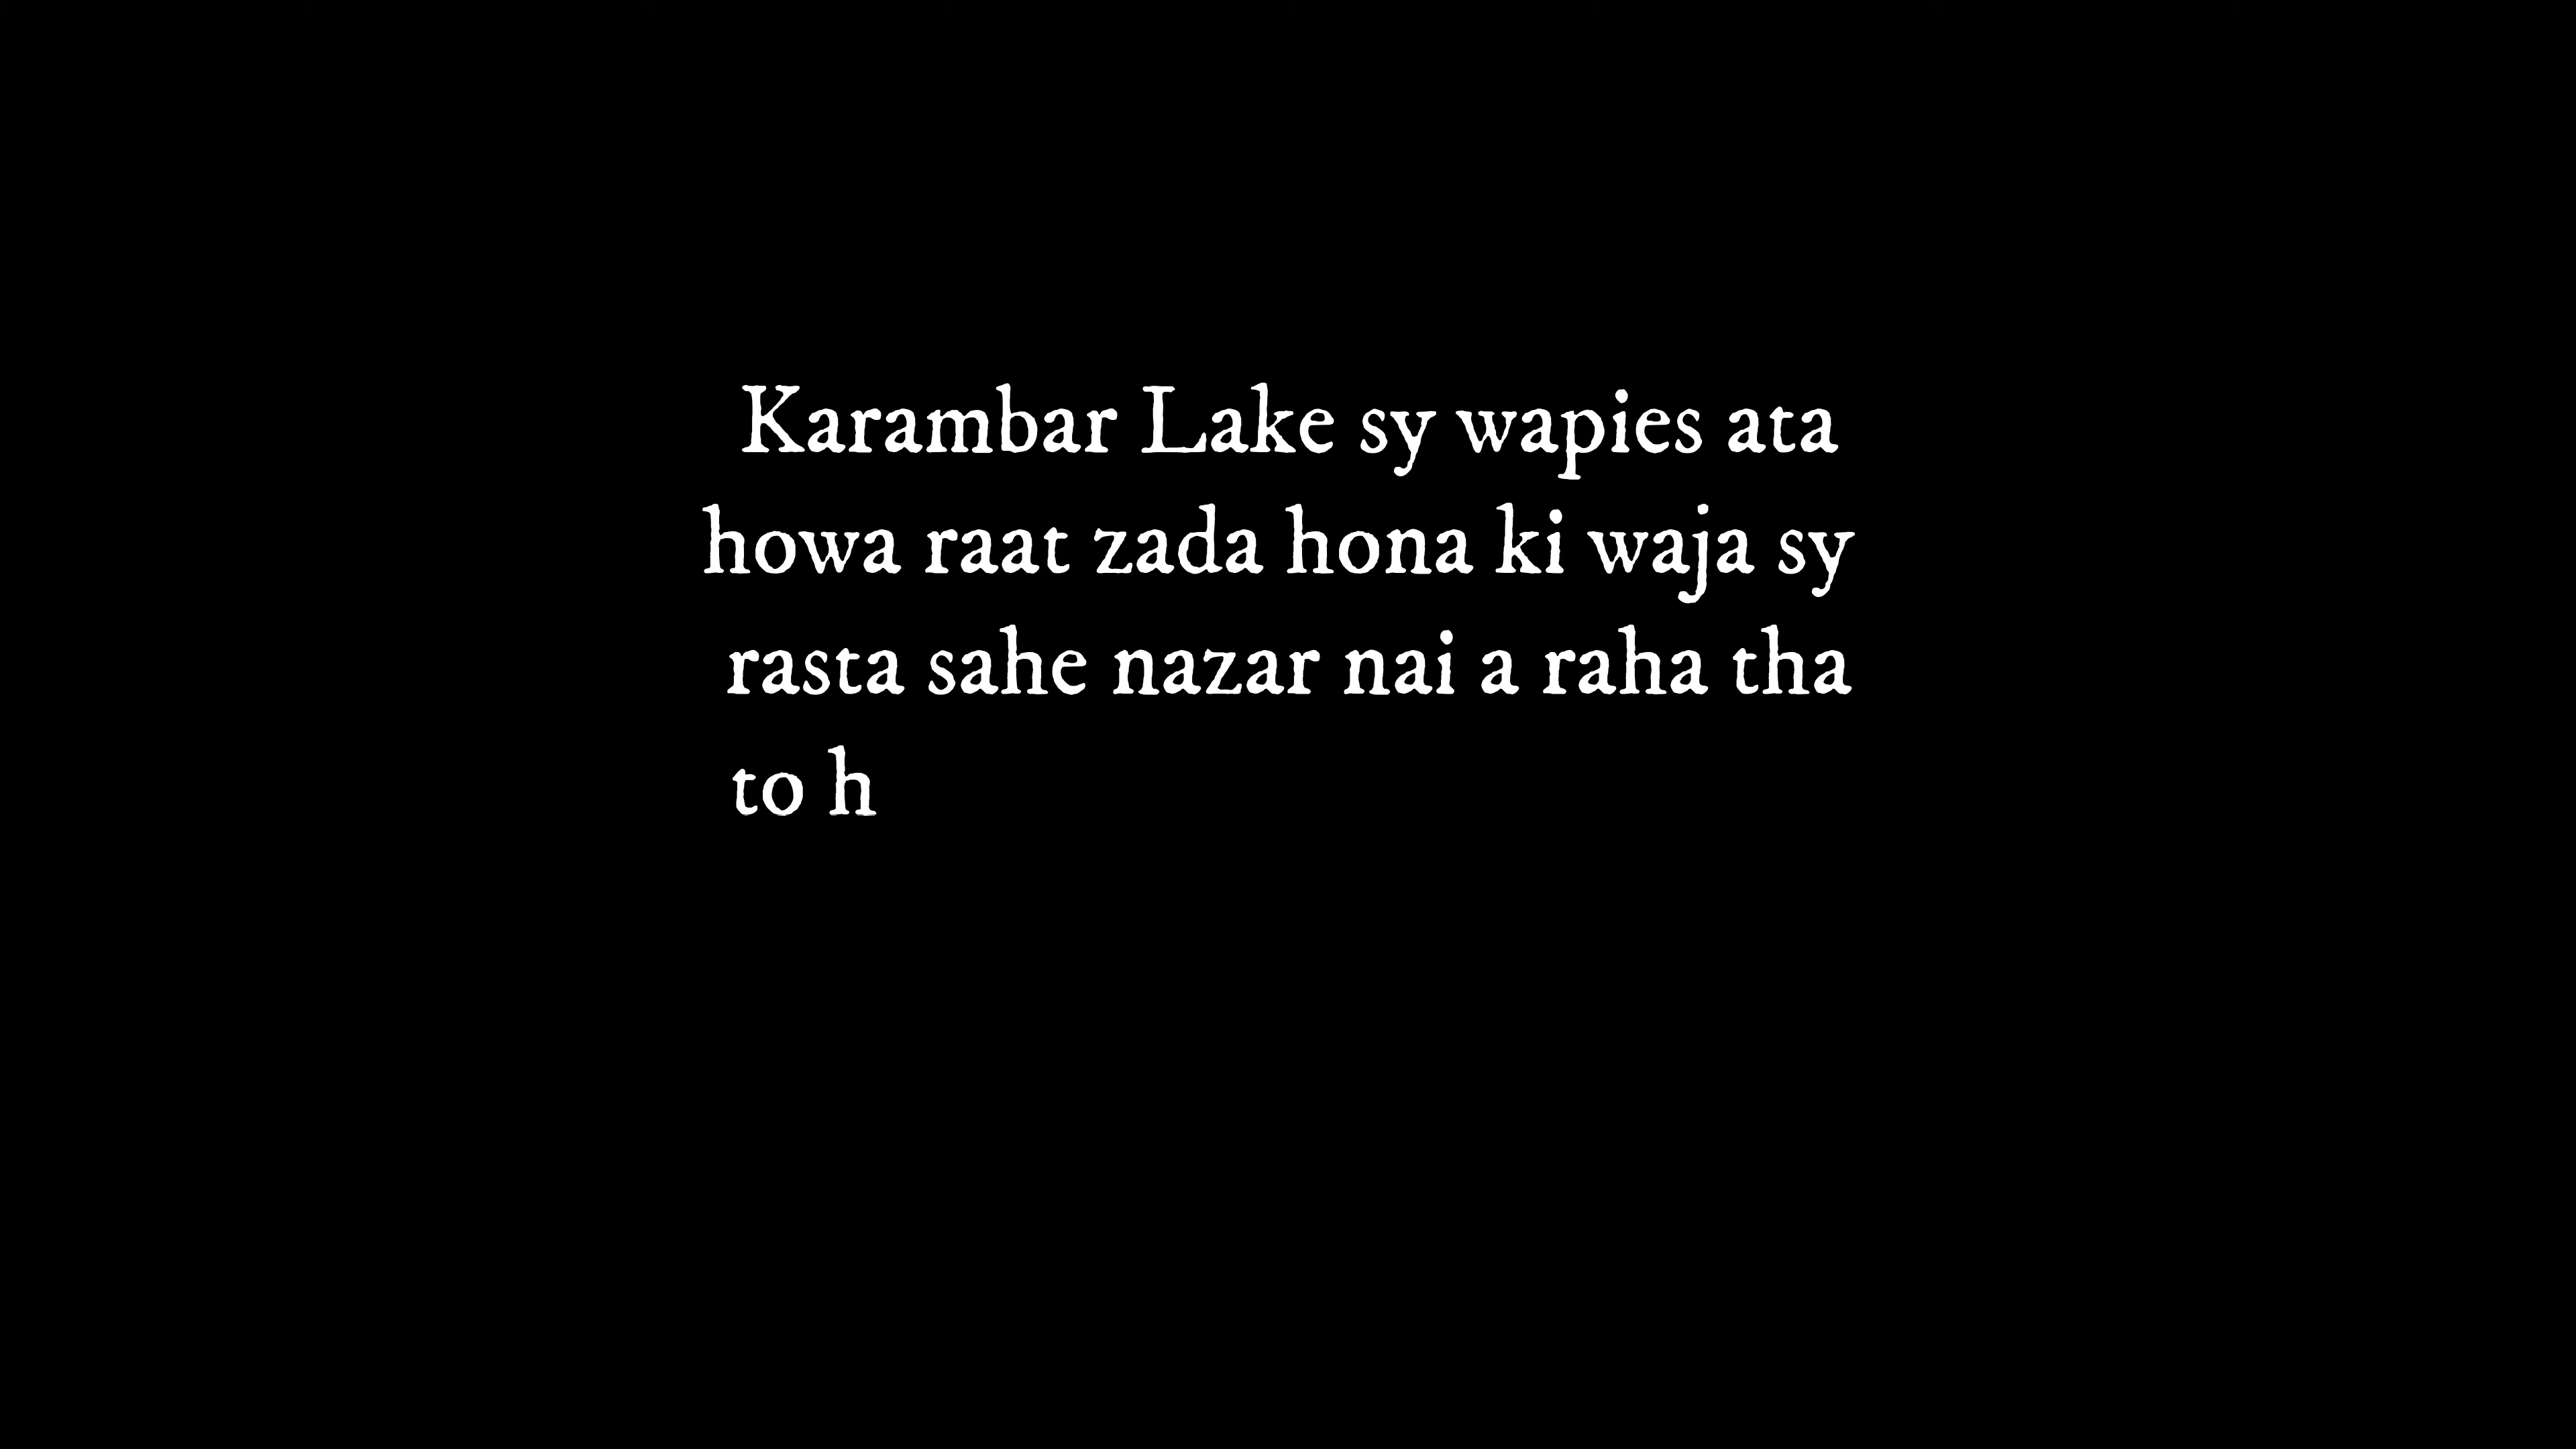 Karambar Lake sy wapies ata
howa raat zada hona ki waja sy
rasta sahe nazar nai a raha tha
to h